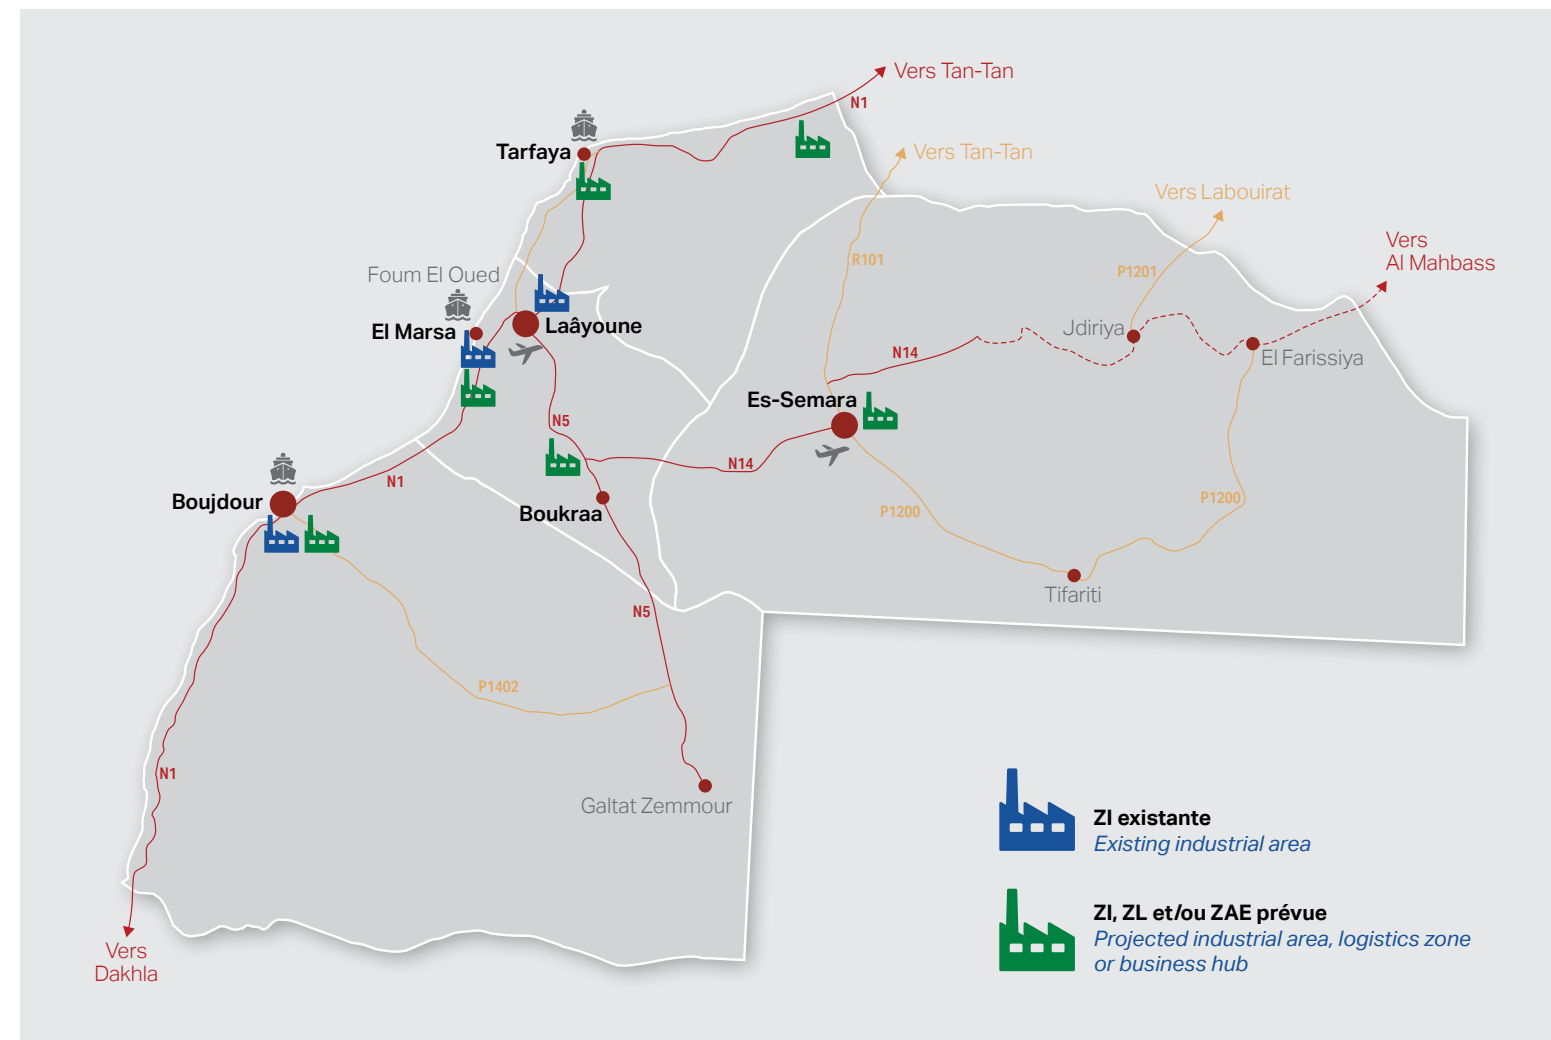 Vers Tan-Tan
N1
Tarfaya
Vers Tan-Tan
Vers Labouirat
Vers
Al Mahbass
R101
P1201
Foum El Oued
El Marsa
Laâyoune
Jdiriya
N14
El Farissiya
Es-Semara
N5
N14
N1
Boujdour
Boukraa
P1200
P1200
Tifariti
N5
P1402
N1
Galtat Zemmour
Vers
Dakhla
ZI existante
Existing industrial area
ZI, ZL et/ou ZAE prévue
Projected industrial area, logistics zone
or business hub